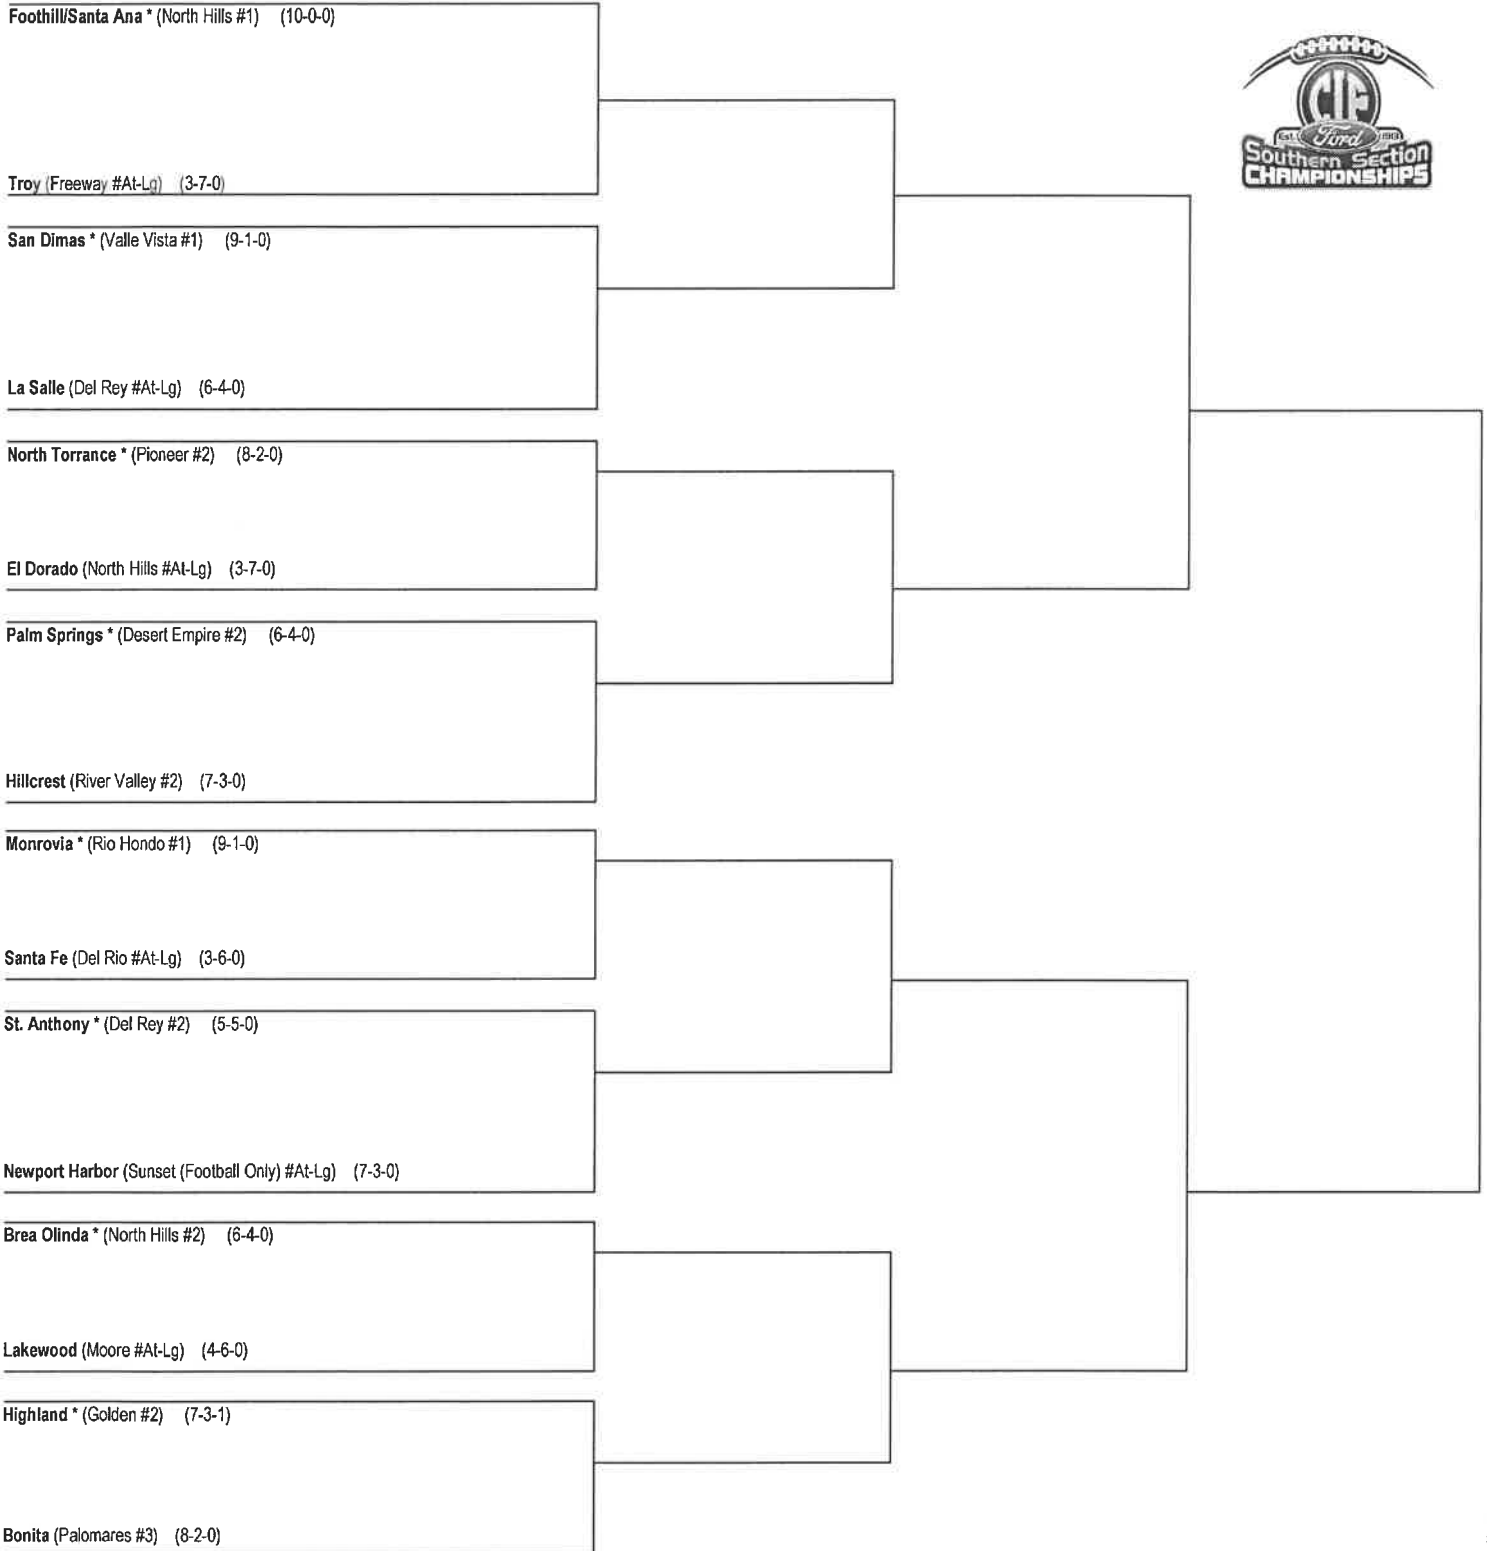 Foothill/Santa Ana * (North Hills #1) (10-0-0)
CIF
Est. Ford 1913
Southern Section
CHAMPIONSHIPS
Troy (Freeway #At-Lg) (3-7-0)
San Dimas * (Valle Vista #1) (9-1-0)
La Salle (Del Rey #At-Lg) (6-4-0)
North Torrance * (Pioneer #2) (8-2-0)
El Dorado (North Hills #At-Lg) (3-7-0)
Palm Springs * (Desert Empire #2) (6-4-0)
Hillcrest (River Valley #2) (7-3-0)
Monrovia * (Rio Hondo #1) (9-1-0)
Santa Fe (Del Rio #At-Lg) (3-6-0)
St. Anthony * (Del Rey #2) (5-5-0)
Newport Harbor (Sunset (Football Only) #At-Lg) (7-3-0)
Brea Olinda * (North Hills #2) (6-4-0)
Lakewood (Moore #At-Lg) (4-6-0)
Highland * (Golden #2) (7-3-1)
Bonita (Palomares #3) (8-2-0)